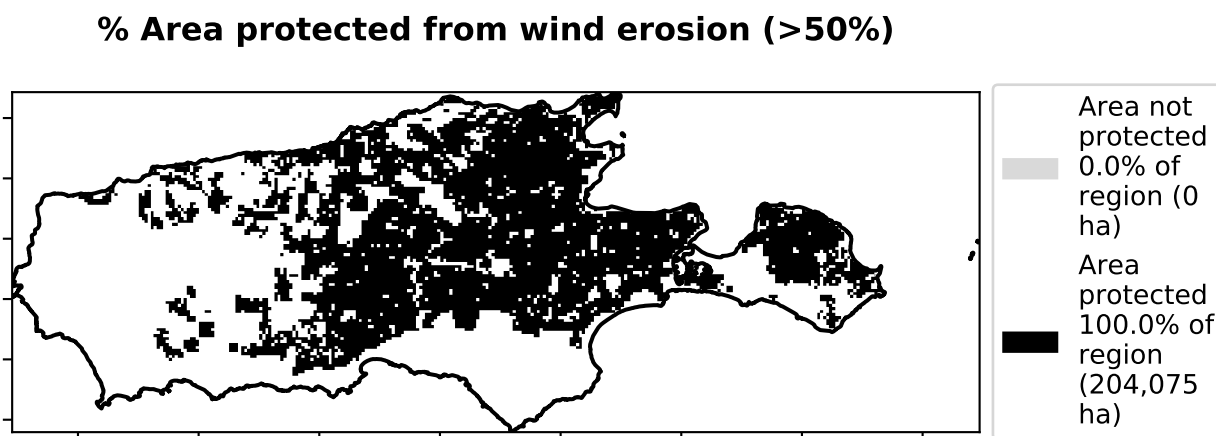 % Area protected from wind erosion (>50%)
Area not
protected
0.0% of
region (0
ha)
Area
protected
100.0% of
region
(204,075
ha)